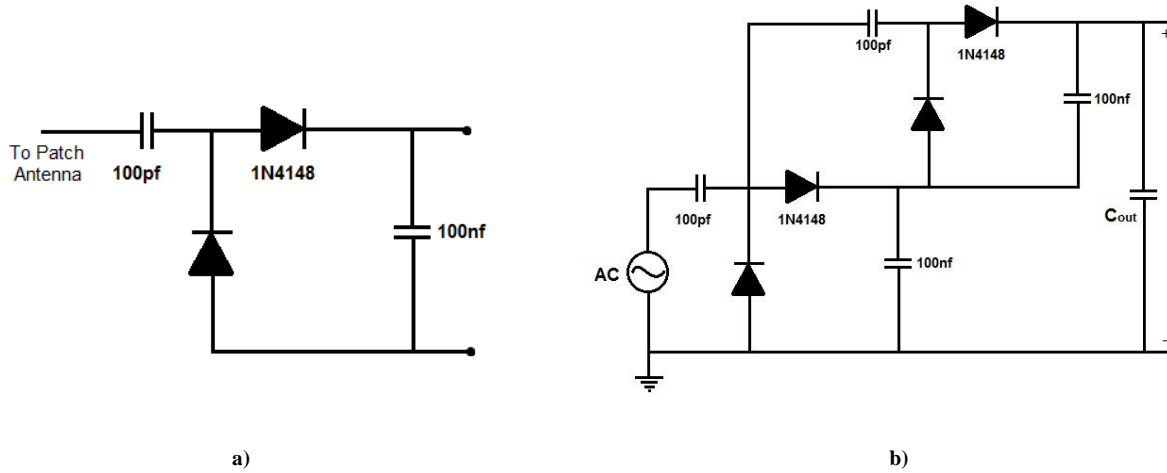 To Patch
Antenna
100pf
1N4148
100nf
a)
100pf
1N4148
+
100nf
100pf
1N4148
Cout
AC
100nf
−
b)